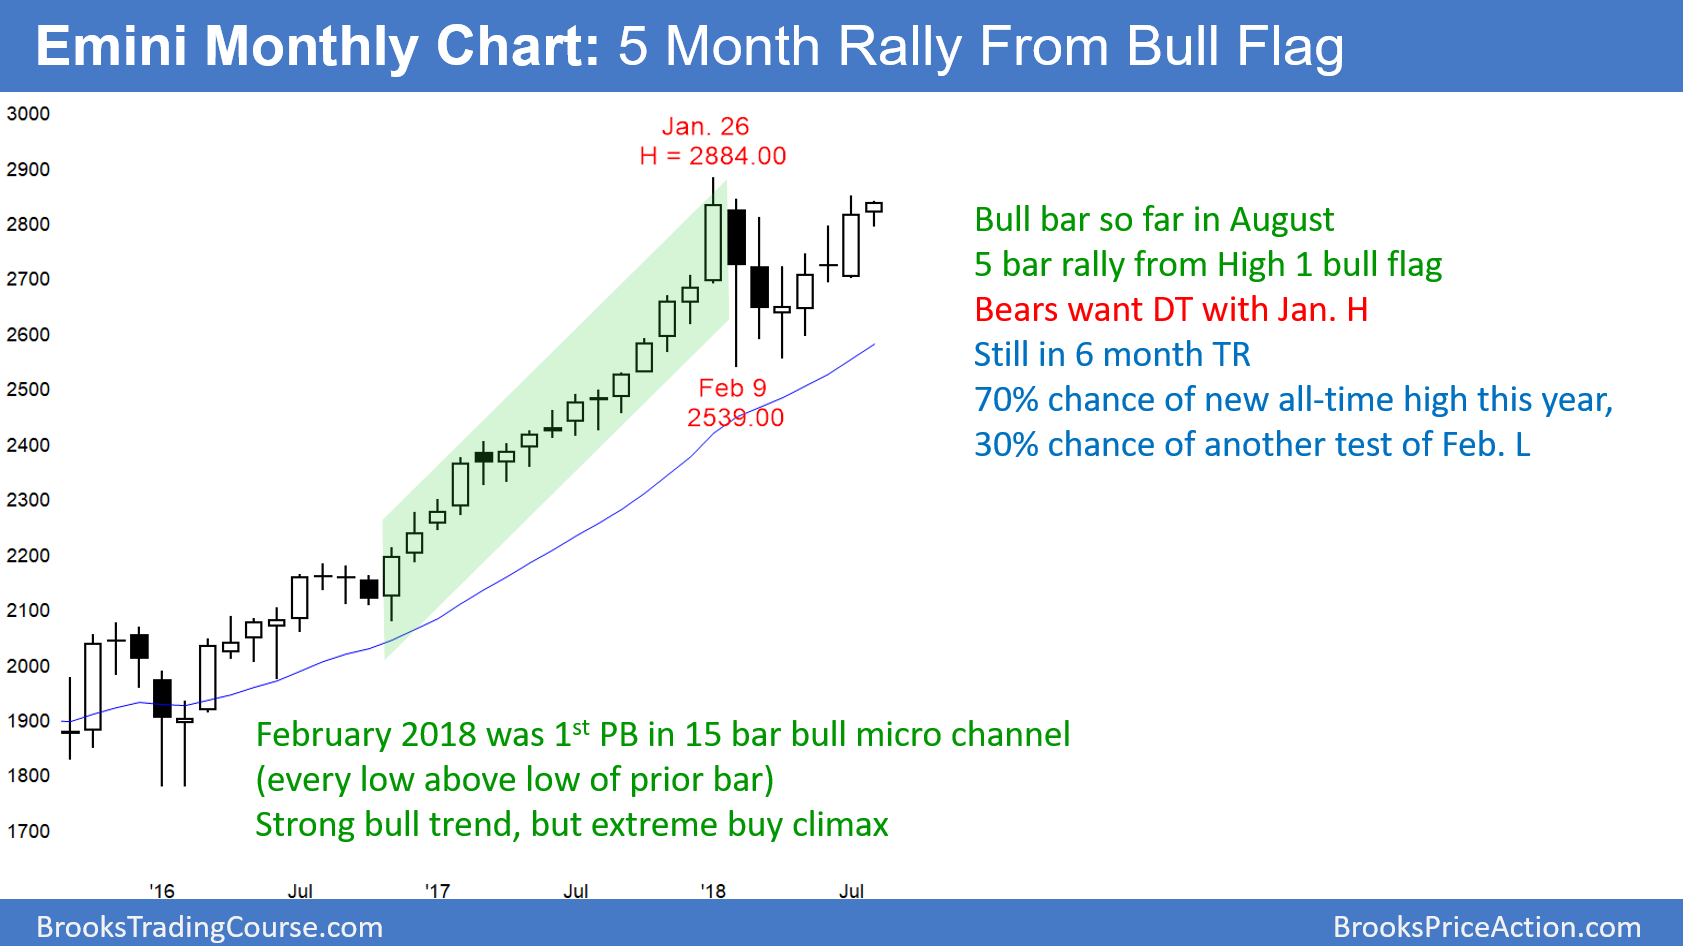 Emini Monthly Chart: 5 Month Rally From Bull Flag
3000
2900
2800
2700
2600
2500
2400
2300
2200
2100
2000
1900
1800
1700
Jan. 26
H = 2884.00
Feb 9
2539.00
Bull bar so far in August
5 bar rally from High 1 bull flag
Bears want DT with Jan. H
Still in 6 month TR
70% chance of new all-time high this year,
30% chance of another test of Feb. L
February 2018 was 1st PB in 15 bar bull micro channel
(every low above low of prior bar)
Strong bull trend, but extreme buy climax
'16 Jul '17 Jul '18 Jul
BrooksTradingCourse.com
BrooksPriceAction.com